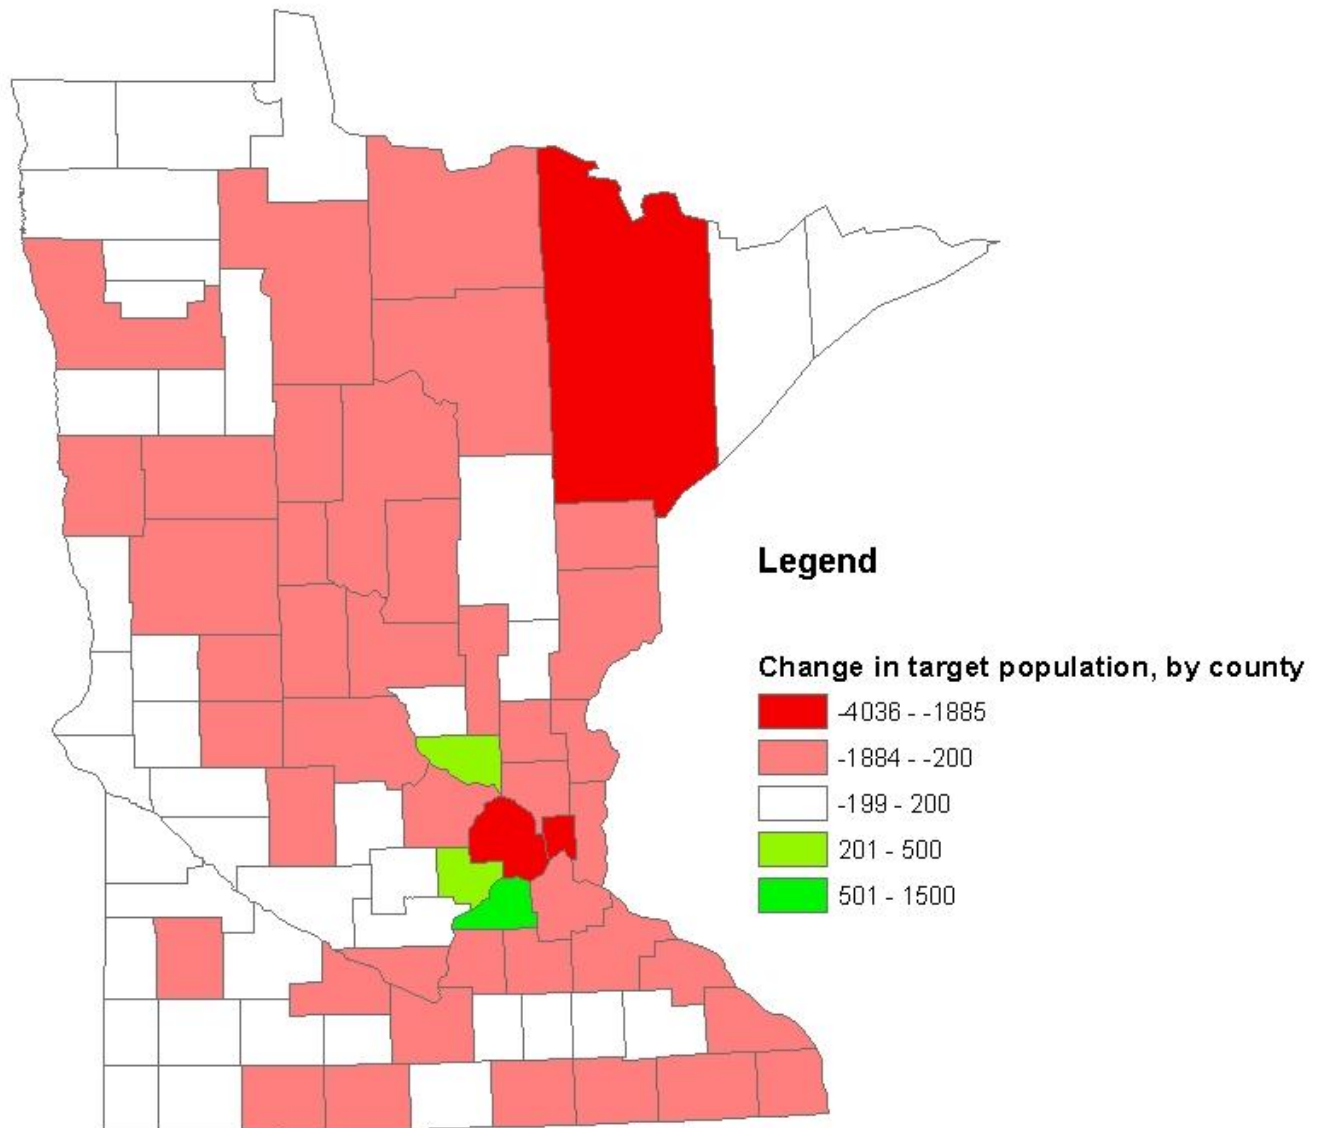 Legend
Change in target population, by county
-4036 - -1885
-1884 - -200
-199 - 200
201 - 500
501 - 1500